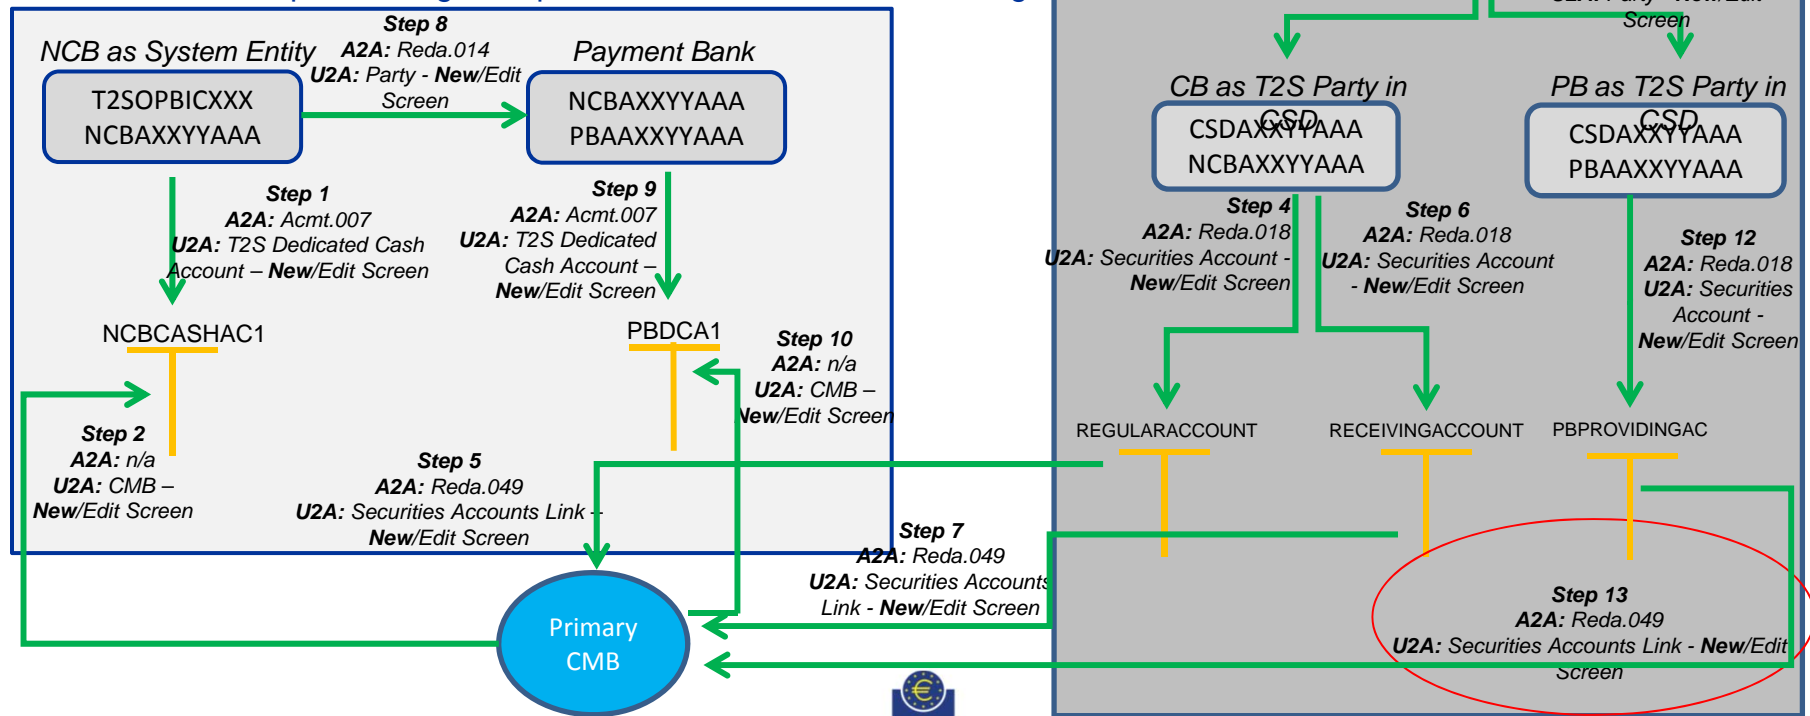 Step 8
A2A: Reda.014
U2A: Party - New/Edit
Screen
NCB as System Entity
Payment Bank
T2SOPBICXXX
NCBAXXYYAAA
NCBAXXYYAAA
PBAAXXYYAAA
Step 1
A2A: Acmt.007
U2A: T2S Dedicated Cash
Account – New/Edit Screen
Step 9
A2A: Acmt.007
U2A: T2S Dedicated
Cash Account –
New/Edit Screen
NCBCASHAC1
PBDCA1
Step 10
A2A: n/a
U2A: CMB –
New/Edit Screen
Step 2
A2A: n/a
U2A: CMB –
New/Edit Screen
Step 5
A2A: Reda.049
U2A: Securities Accounts Link –
New/Edit Screen
Step 7
A2A: Reda.049
U2A: Securities Accounts
Link - New/Edit Screen
Primary
CMB
U2A: Party - New/Edit
Screen
CB as T2S Party in
CSD
CSDAXXYYAAA
NCBAXXYYAAA
PB as T2S Party in
CSD
CSDAXXYYAAA
PBAAXXYYAAA
Step 4
A2A: Reda.018
U2A: Securities Account -
New/Edit Screen
Step 6
A2A: Reda.018
U2A: Securities Account
- New/Edit Screen
Step 12
A2A: Reda.018
U2A: Securities
Account -
New/Edit Screen
REGULARACCOUNT
RECEIVINGACCOUNT
PBPROVIDINGAC
Step 13
A2A: Reda.049
U2A: Securities Accounts Link - New/Edit
Screen